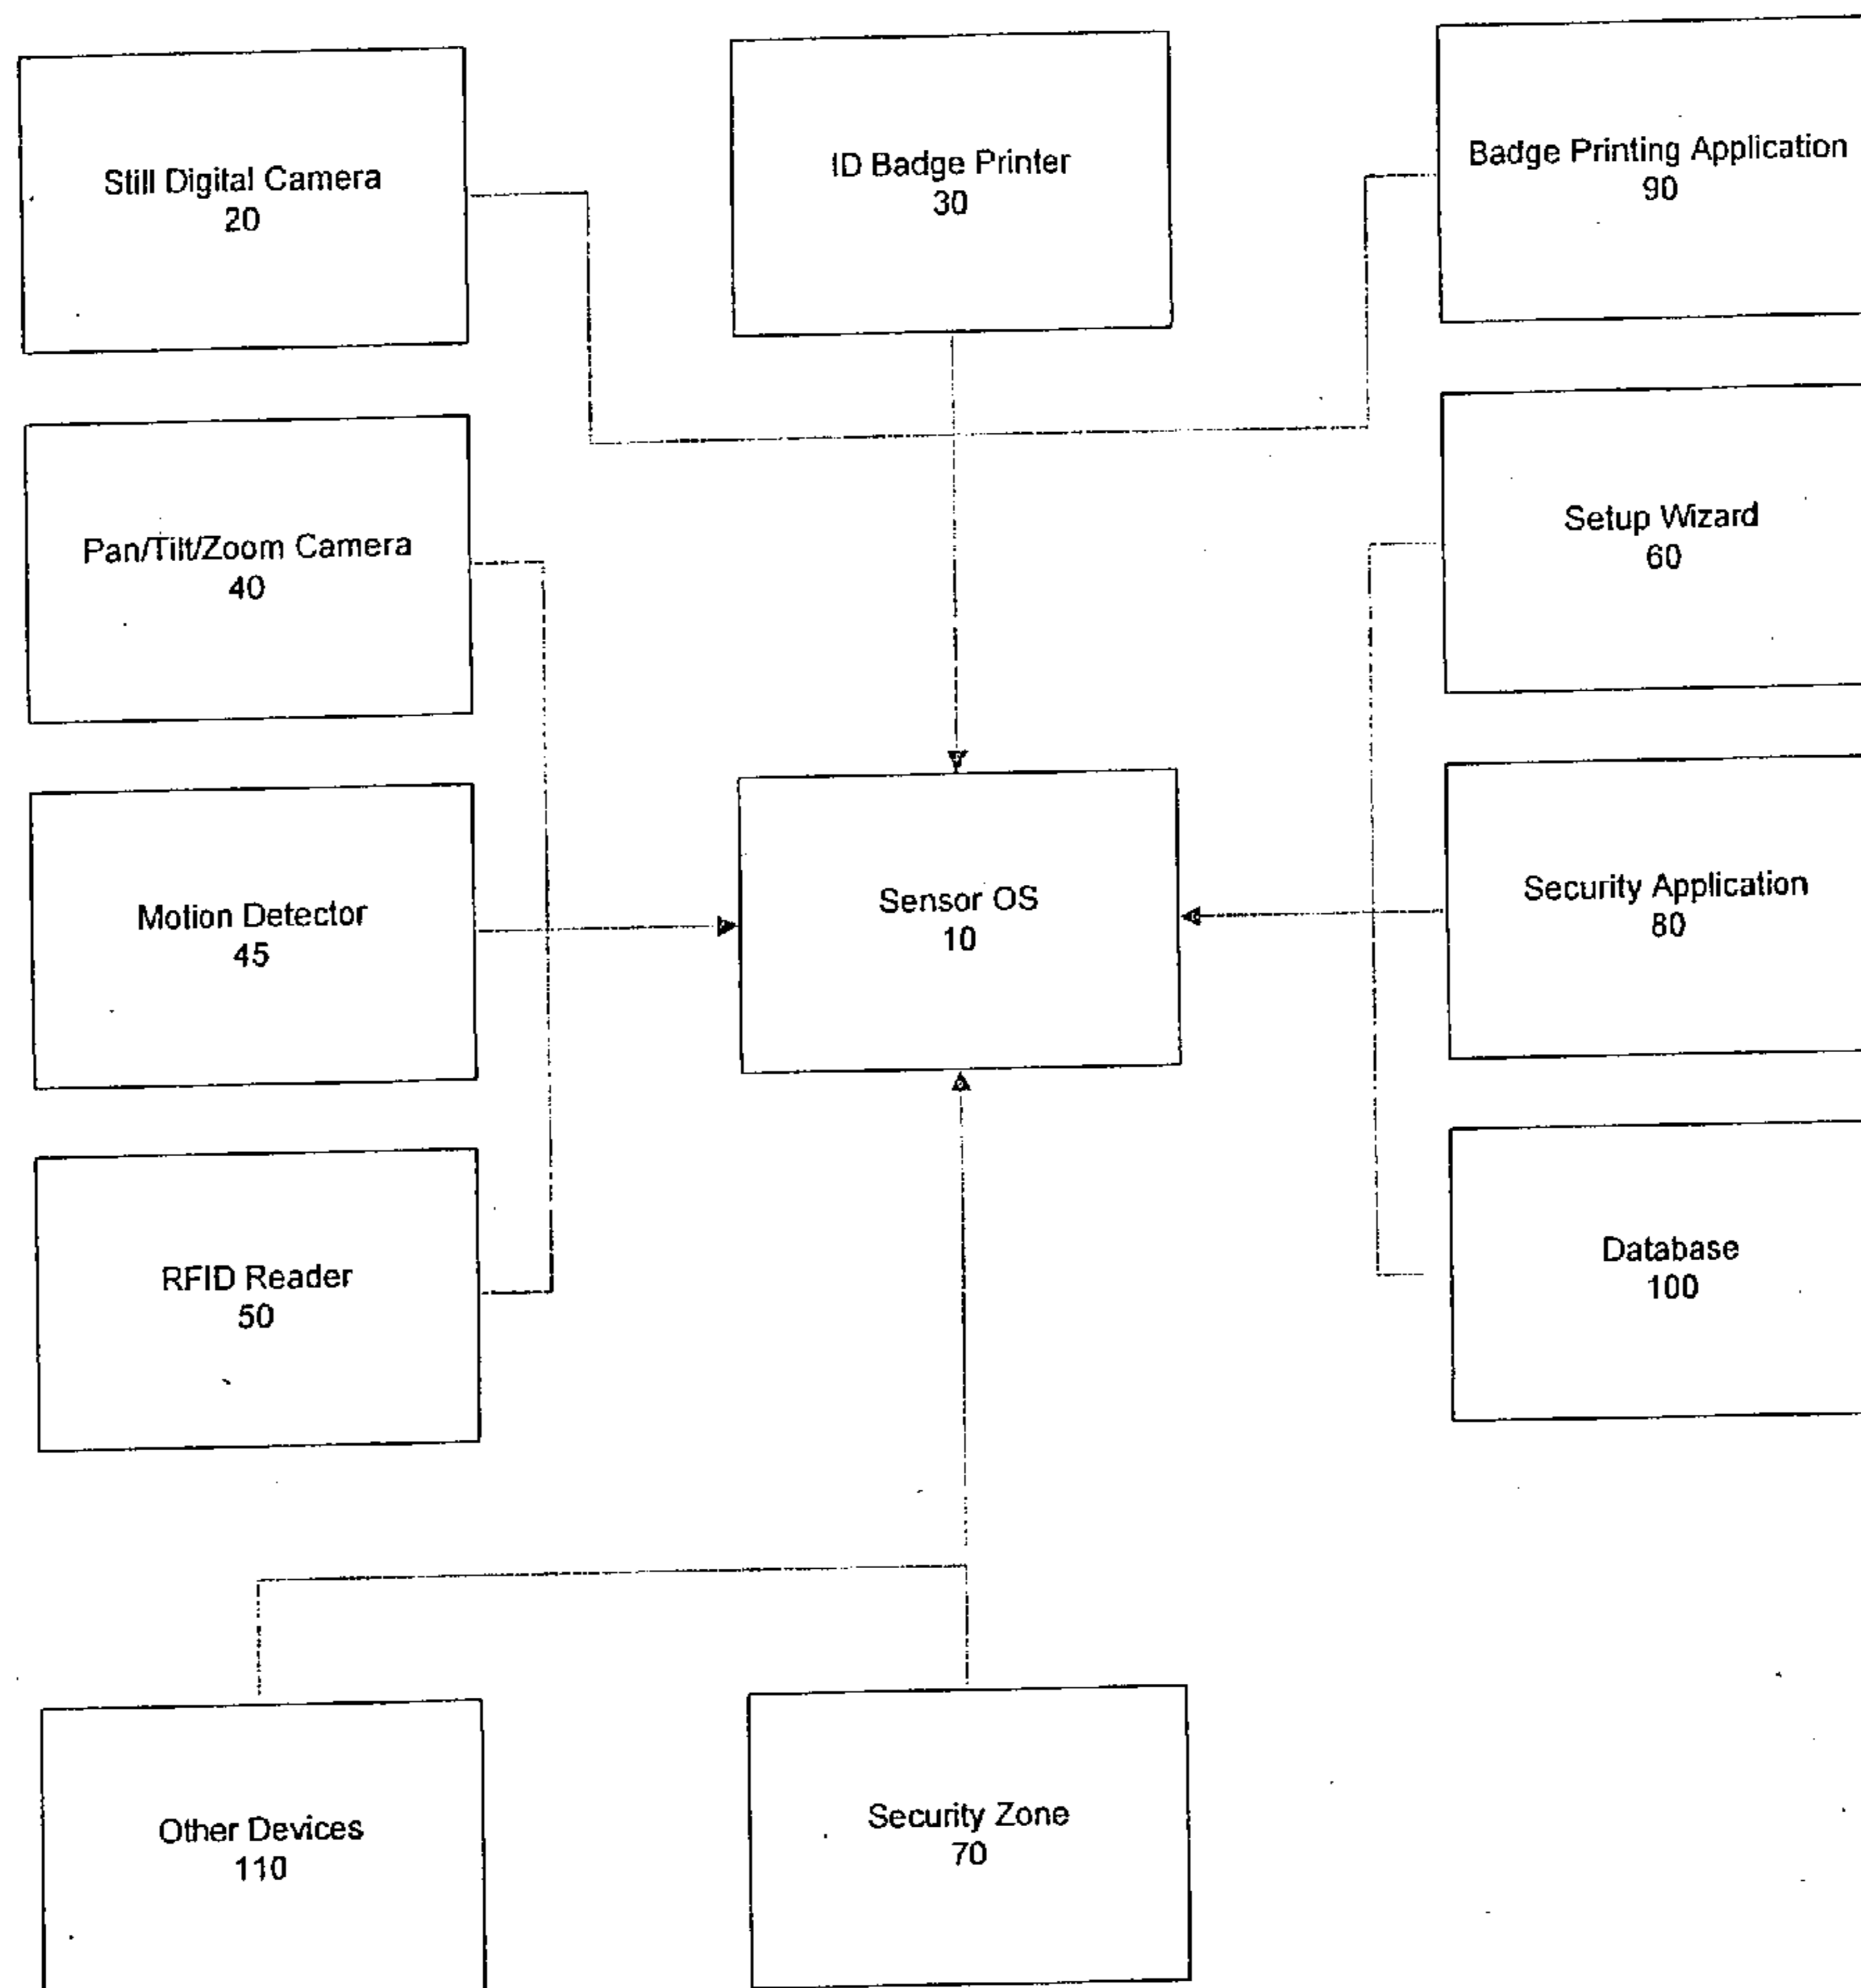 Still Digital Camera
20
ID Badge Printer
30
Badge Printing Application
90
Pan/Tilt/Zoom Camera
40
Setup Wizard
60
Motion Detector
45
Sensor OS
10
Security Application
80
RFID Reader
50
Database
100
Other Devices
110
Security Zone
70